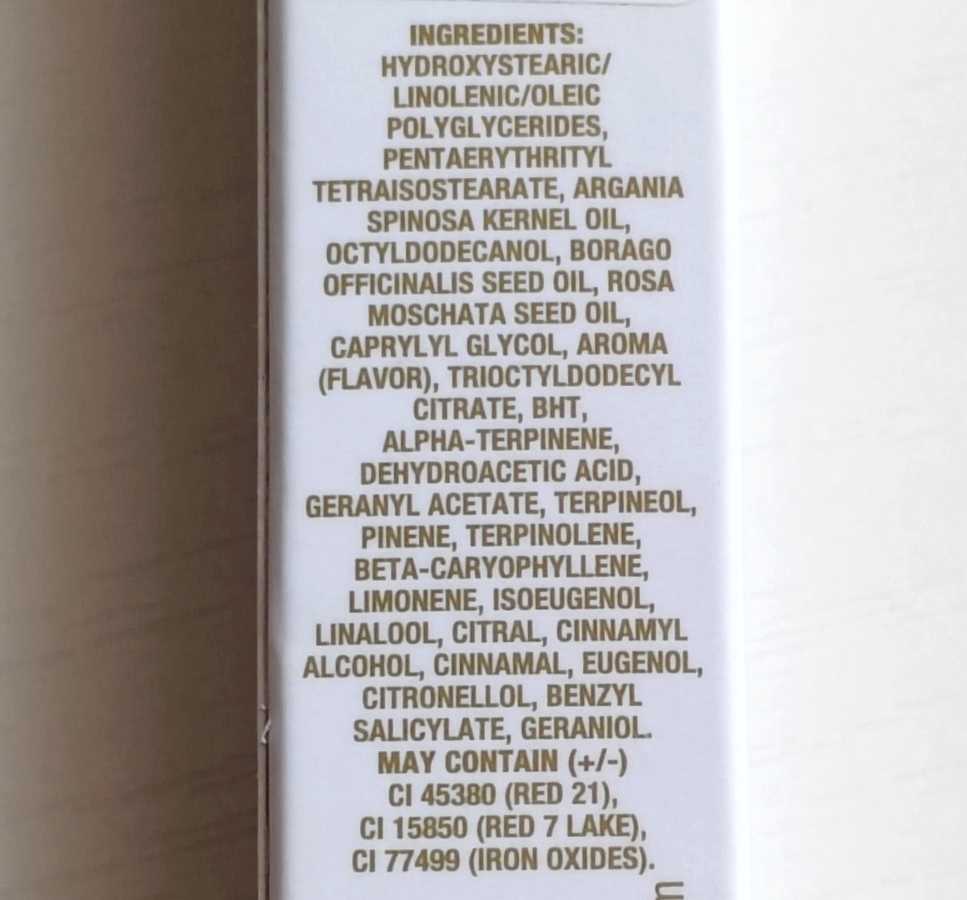 INGREDIENTS:
HYDROXYSTEARIC/
LINOLENIC/OLEIC
POLYGLYCERIDES,
PENTAERYTHRITYL
TETRAISOSTEARATE, ARGANIA
SPINOSA KERNEL OIL,
OCTYLDODECANOL, BORAGO
OFFICINALIS SEED OIL, ROSA
MOSCHATA SEED OIL,
CAPRYLYL GLYCOL, AROMA
(FLAVOR), TRIOCTYLDODECYL
CITRATE, BHT,
ALPHA-TERPINENE,
DEHYDROACETIC ACID,
GERANYL ACETATE, TERPINEOL,
PINENE, TERPINOLENE,
BETA-CARYOPHYLLENE,
LIMONENE, ISOEUGENOL,
LINALOOL, CITRAL, CINNAMYL
ALCOHOL, CINNAMAL, EUGENOL,
CITRONELLOL, BENZYL
SALICYLATE, GERANIOL.
MAY CONTAIN (+/-)
CI 45380 (RED 21),
CI 15850 (RED 7 LAKE),
CI 77499 (IRON OXIDES).